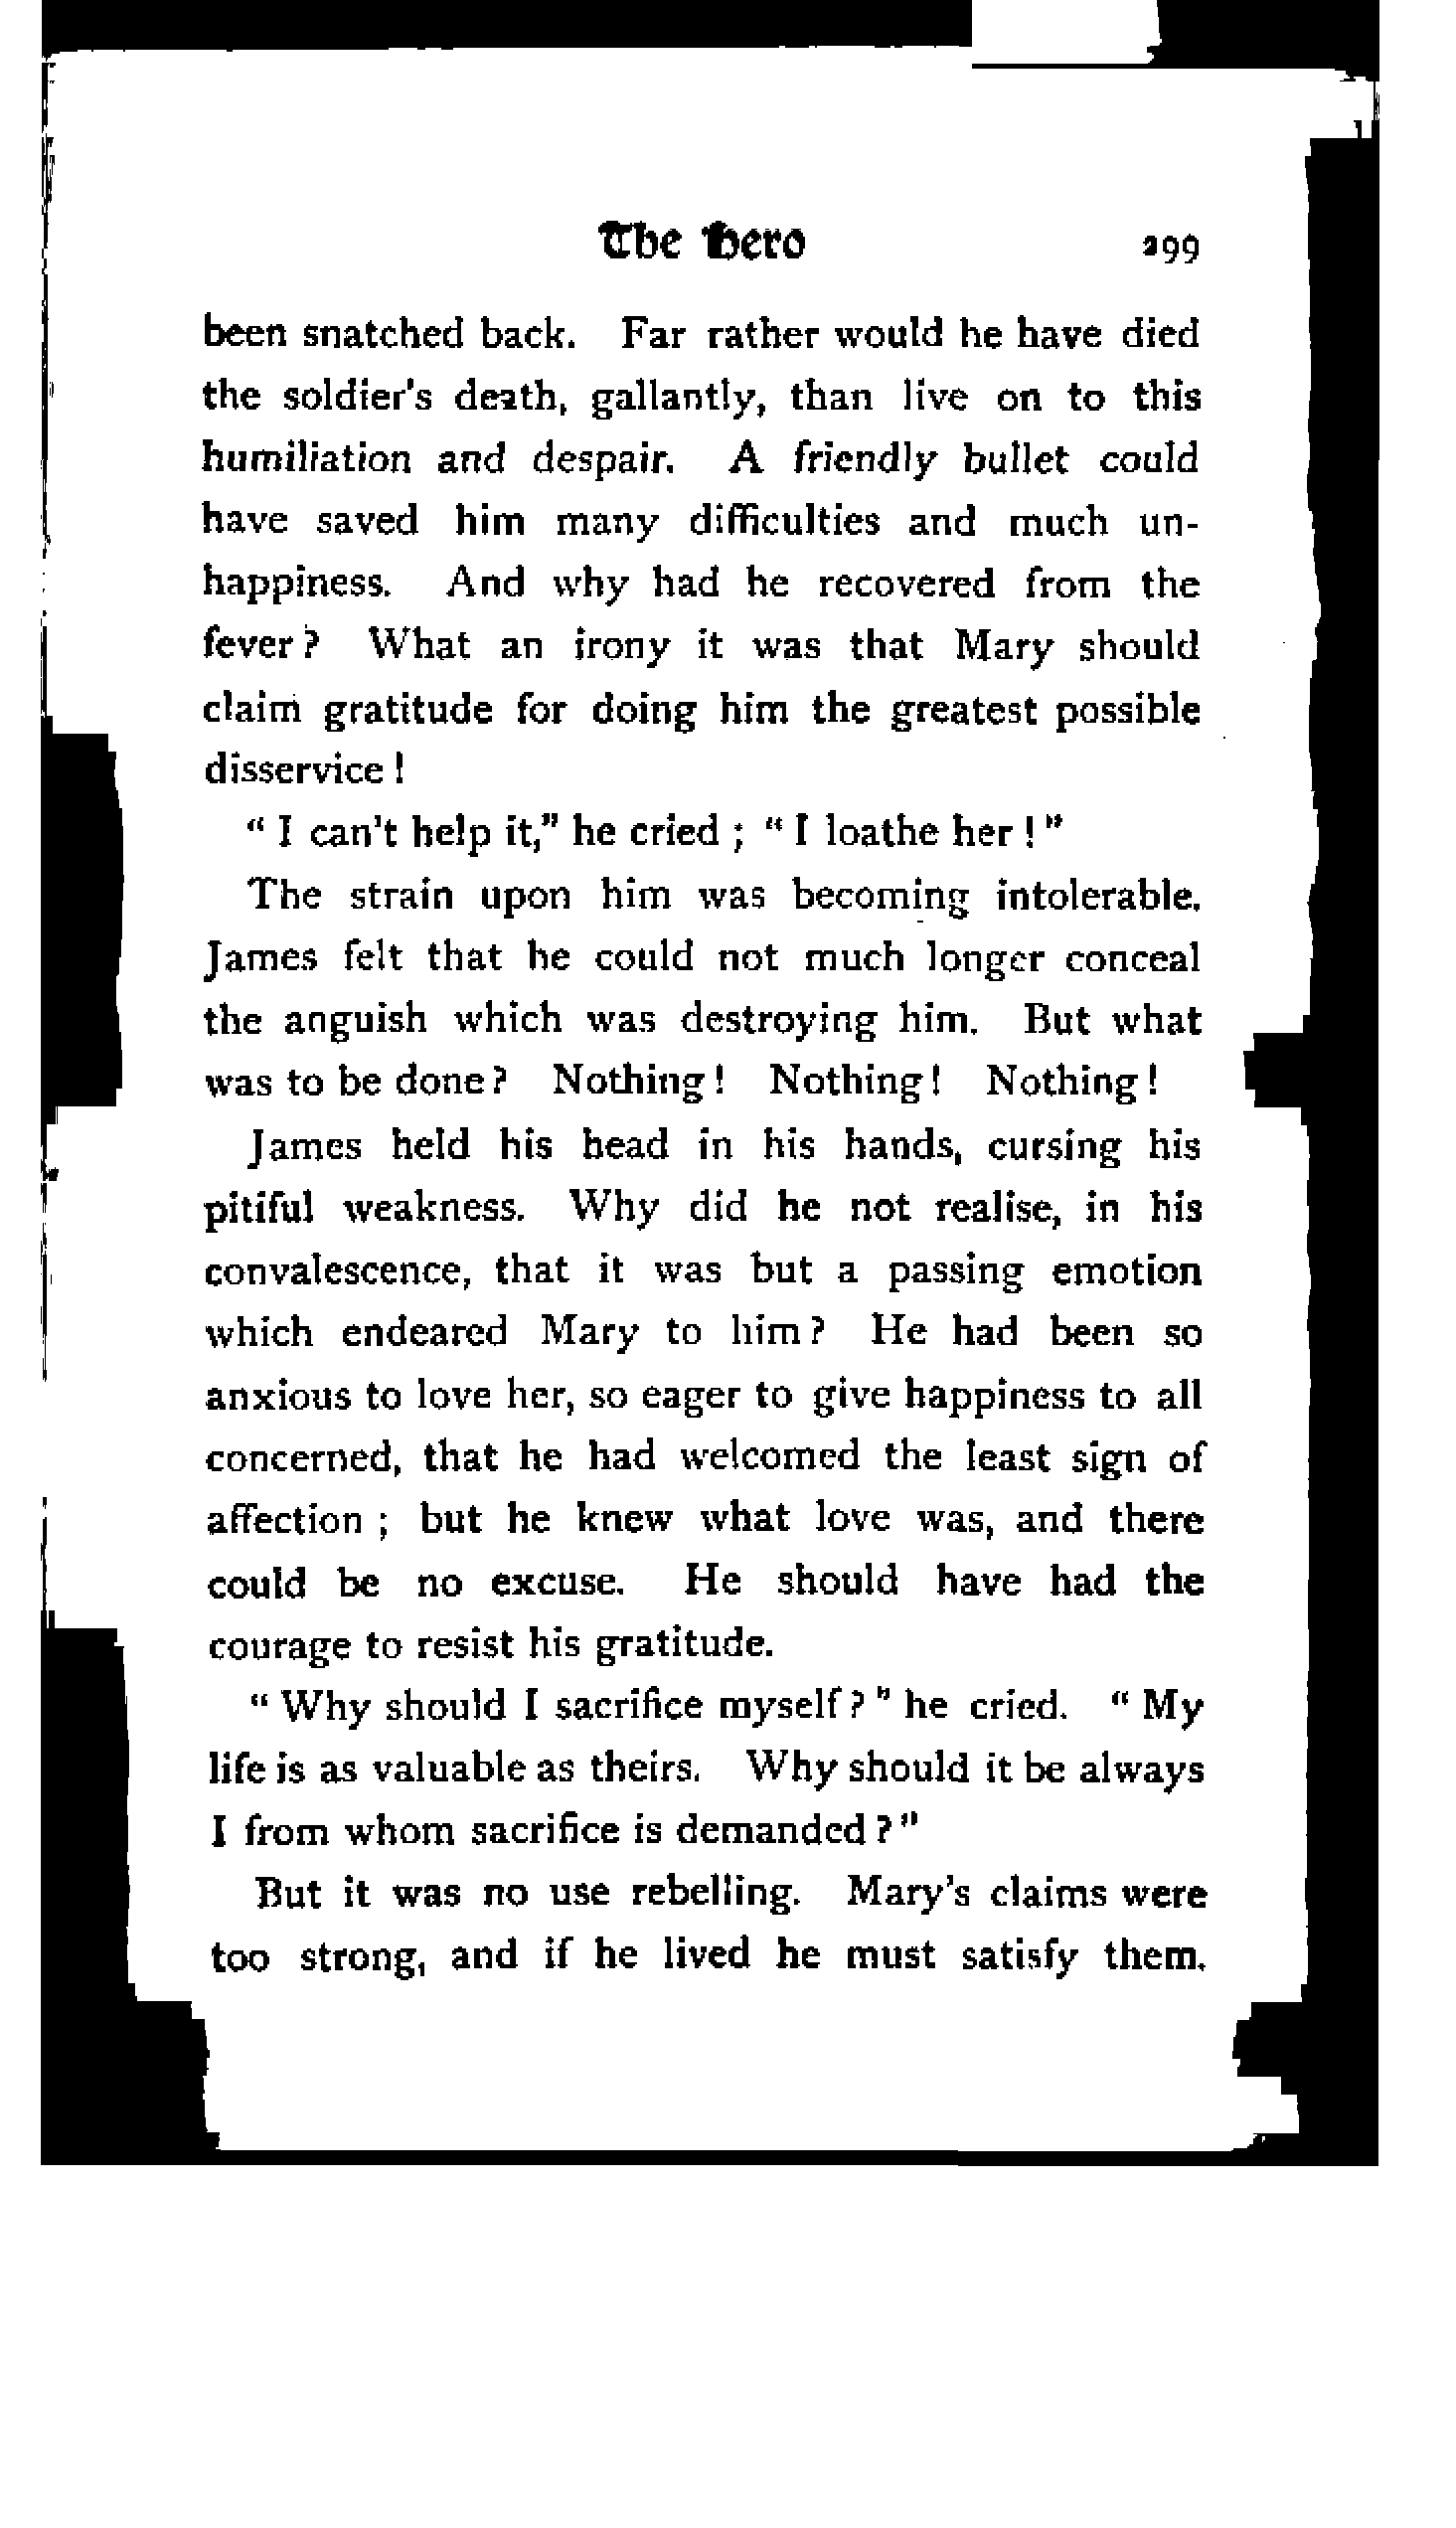 The Hero 299
been snatched back. Far rather would he have died
the soldier's death, gallantly, than live on to this
humiliation and despair. A friendly bullet could
have saved him many difficulties and much un-
happiness. And why had he recovered from the
fever? What an irony it was that Mary should
claim gratitude for doing him the greatest possible
disservice!
"I can't help it," he cried; "I loathe her!"
The strain upon him was becoming intolerable.
James felt that he could not much longer conceal
the anguish which was destroying him. But what
was to be done? Nothing! Nothing! Nothing!
James held his head in his hands, cursing his
pitiful weakness. Why did he not realise, in his
convalescence, that it was but a passing emotion
which endeared Mary to him? He had been so
anxious to love her, so eager to give happiness to all
concerned, that he had welcomed the least sign of
affection; but he knew what love was, and there
could be no excuse. He should have had the
courage to resist his gratitude.
"Why should I sacrifice myself?" he cried. "My
life is as valuable as theirs. Why should it be always
I from whom sacrifice is demanded?"
But it was no use rebelling. Mary's claims were
too strong, and if he lived he must satisfy them.